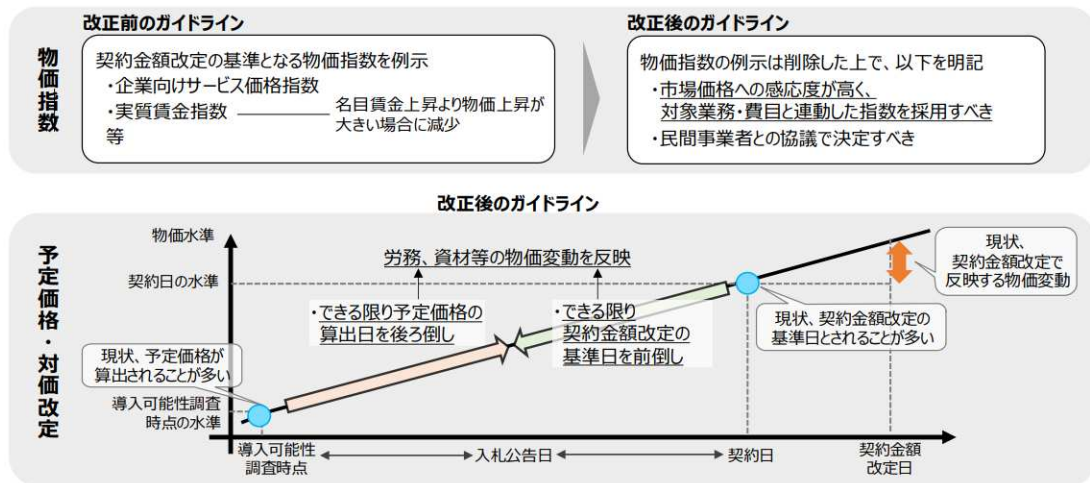 改正前のガイドライン
改正後のガイドライン
物価指数
契約金額改定の基準となる物価指数を例示
・企業向けサービス価格指数
・実質賃金指数
等
名目賃金上昇より物価上昇が
大きい場合に減少
物価指数の例示は削除した上で、以下を明記
・市場価格への感応度が高く、
対象業務・費目と連動した指数を採用すべき
・民間事業者との協議で決定すべき
改正後のガイドライン
予定価格・対価改定
物価水準
労務、資材等の物価変動を反映
契約日の水準
・できる限り予定価格の
算出日を後ろ倒し
・できる限り
契約金額改定の
基準日を前倒し
現状、
契約金額改定で
反映する物価変動
現状、契約金額改定の
基準日とされることが多い
現状、予定価格が
算出されることが多い
導入可能性調査
時点の水準
導入可能性
調査時点
入札公告日
契約日
契約金額
改定日